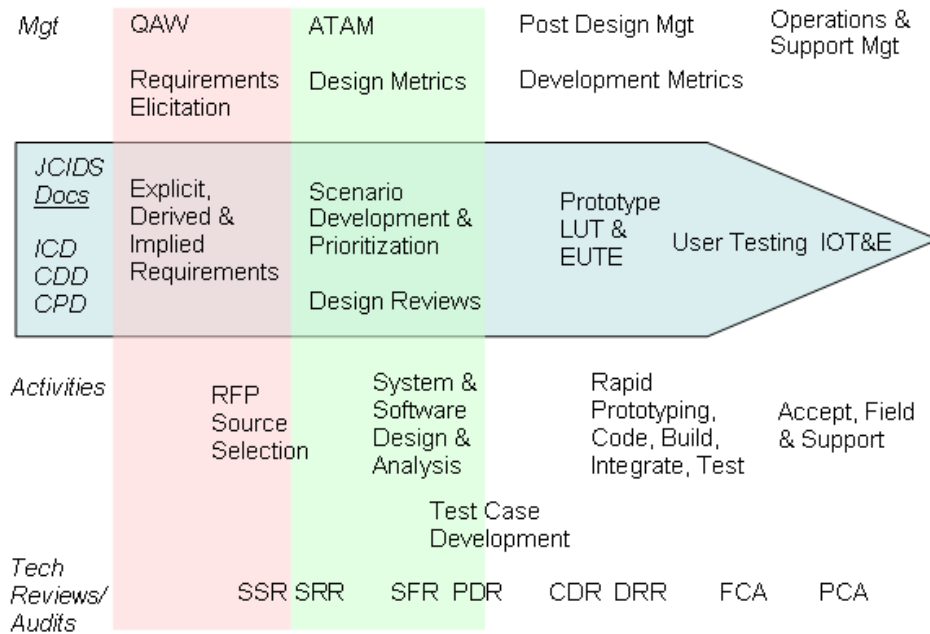 Mgt
QAW
ATAM
Post Design Mgt
Operations &
Support Mgt
Requirements
Elicitation
Design Metrics
Development Metrics
JCIDS
Docs
ICD
CDD
CPD
Explicit,
Derived &
Implied
Requirements
Scenario
Development &
Prioritization
Design Reviews
Prototype
LUT &
EUTE
User Testing
IOT&E
Activities
RFP
Source
Selection
System &
Software
Design &
Analysis
Rapid
Prototyping,
Code, Build,
Integrate, Test
Accept, Field
& Support
Test Case
Development
Tech
Reviews/
Audits
SSR
SRR
SFR
PDR
CDR
DRR
FCA
PCA